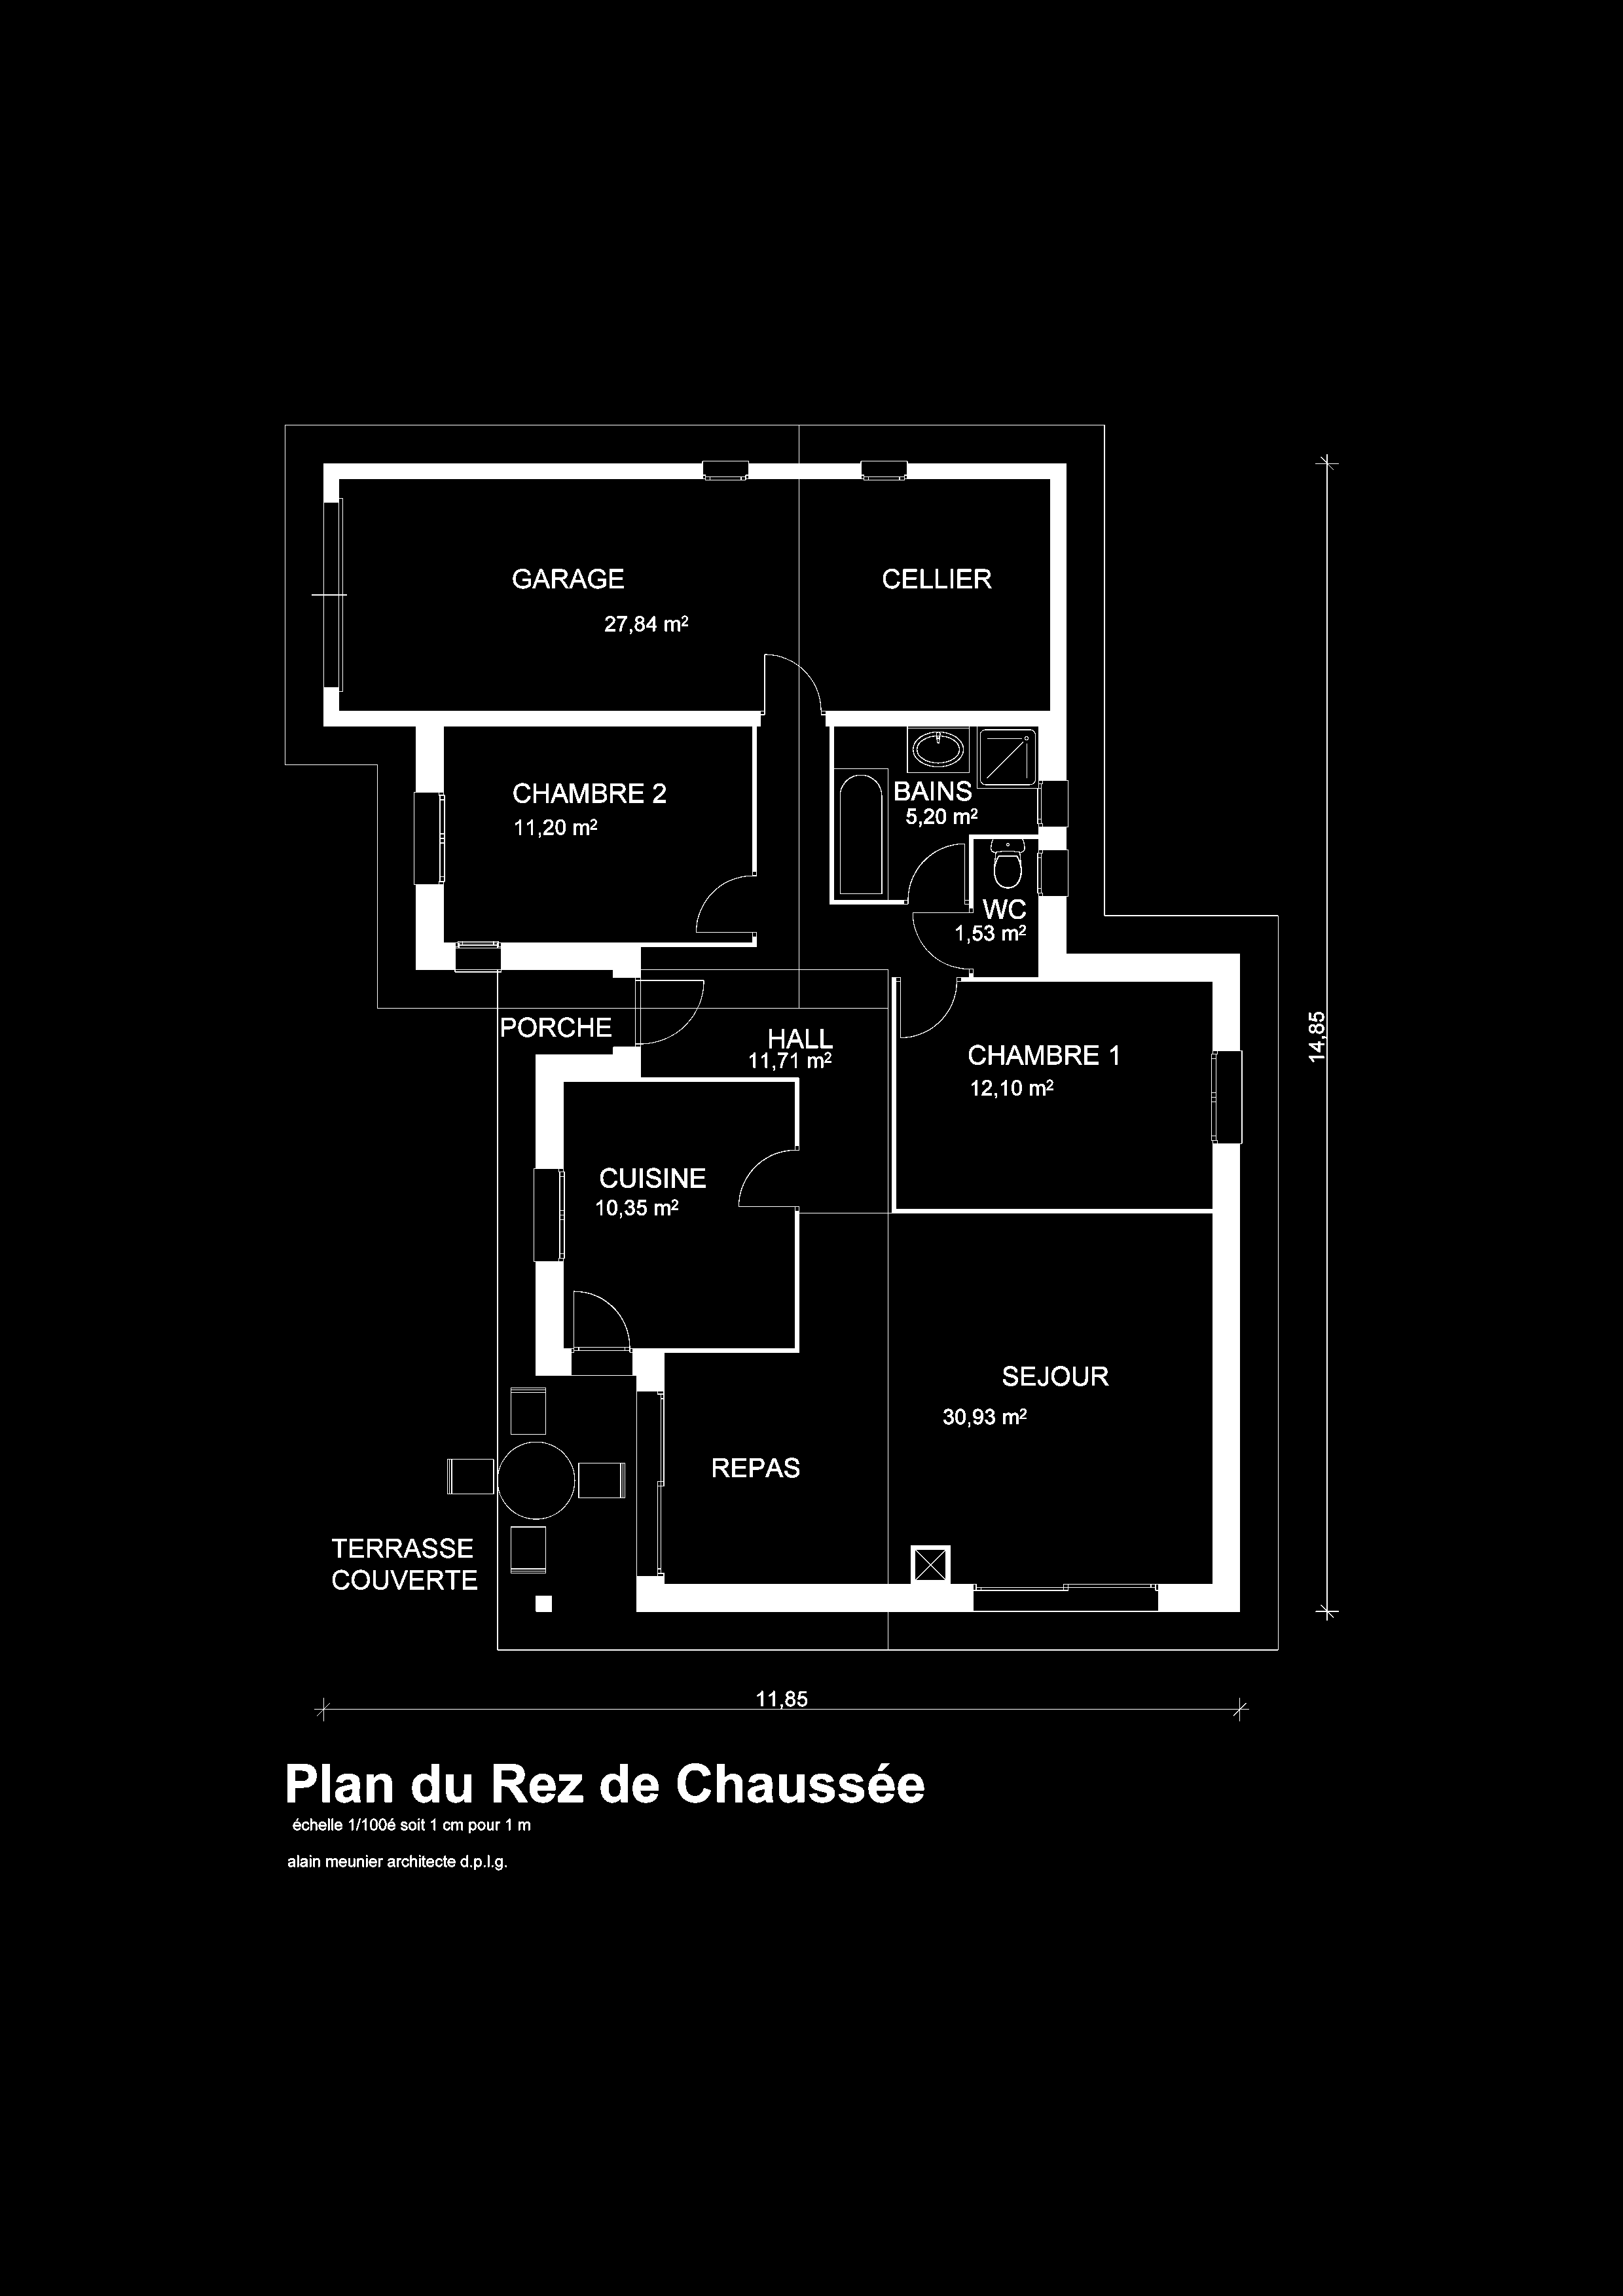 GARAGE
27,84 m²
CELLIER
CHAMBRE 2
11,20 m²
BAINS
5,20 m²
WC
1,53 m²
PORCHE
HALL
11,71 m²
CHAMBRE 1
12,10 m²
14,85
CUISINE
10,35 m²
SEJOUR
30,93 m²
REPAS
TERRASSE
COUVERTE
11,85
Plan du Rez de Chaussée
échelle 1/100é soit 1 cm pour 1 m
alain meunier architecte d.p.l.g.